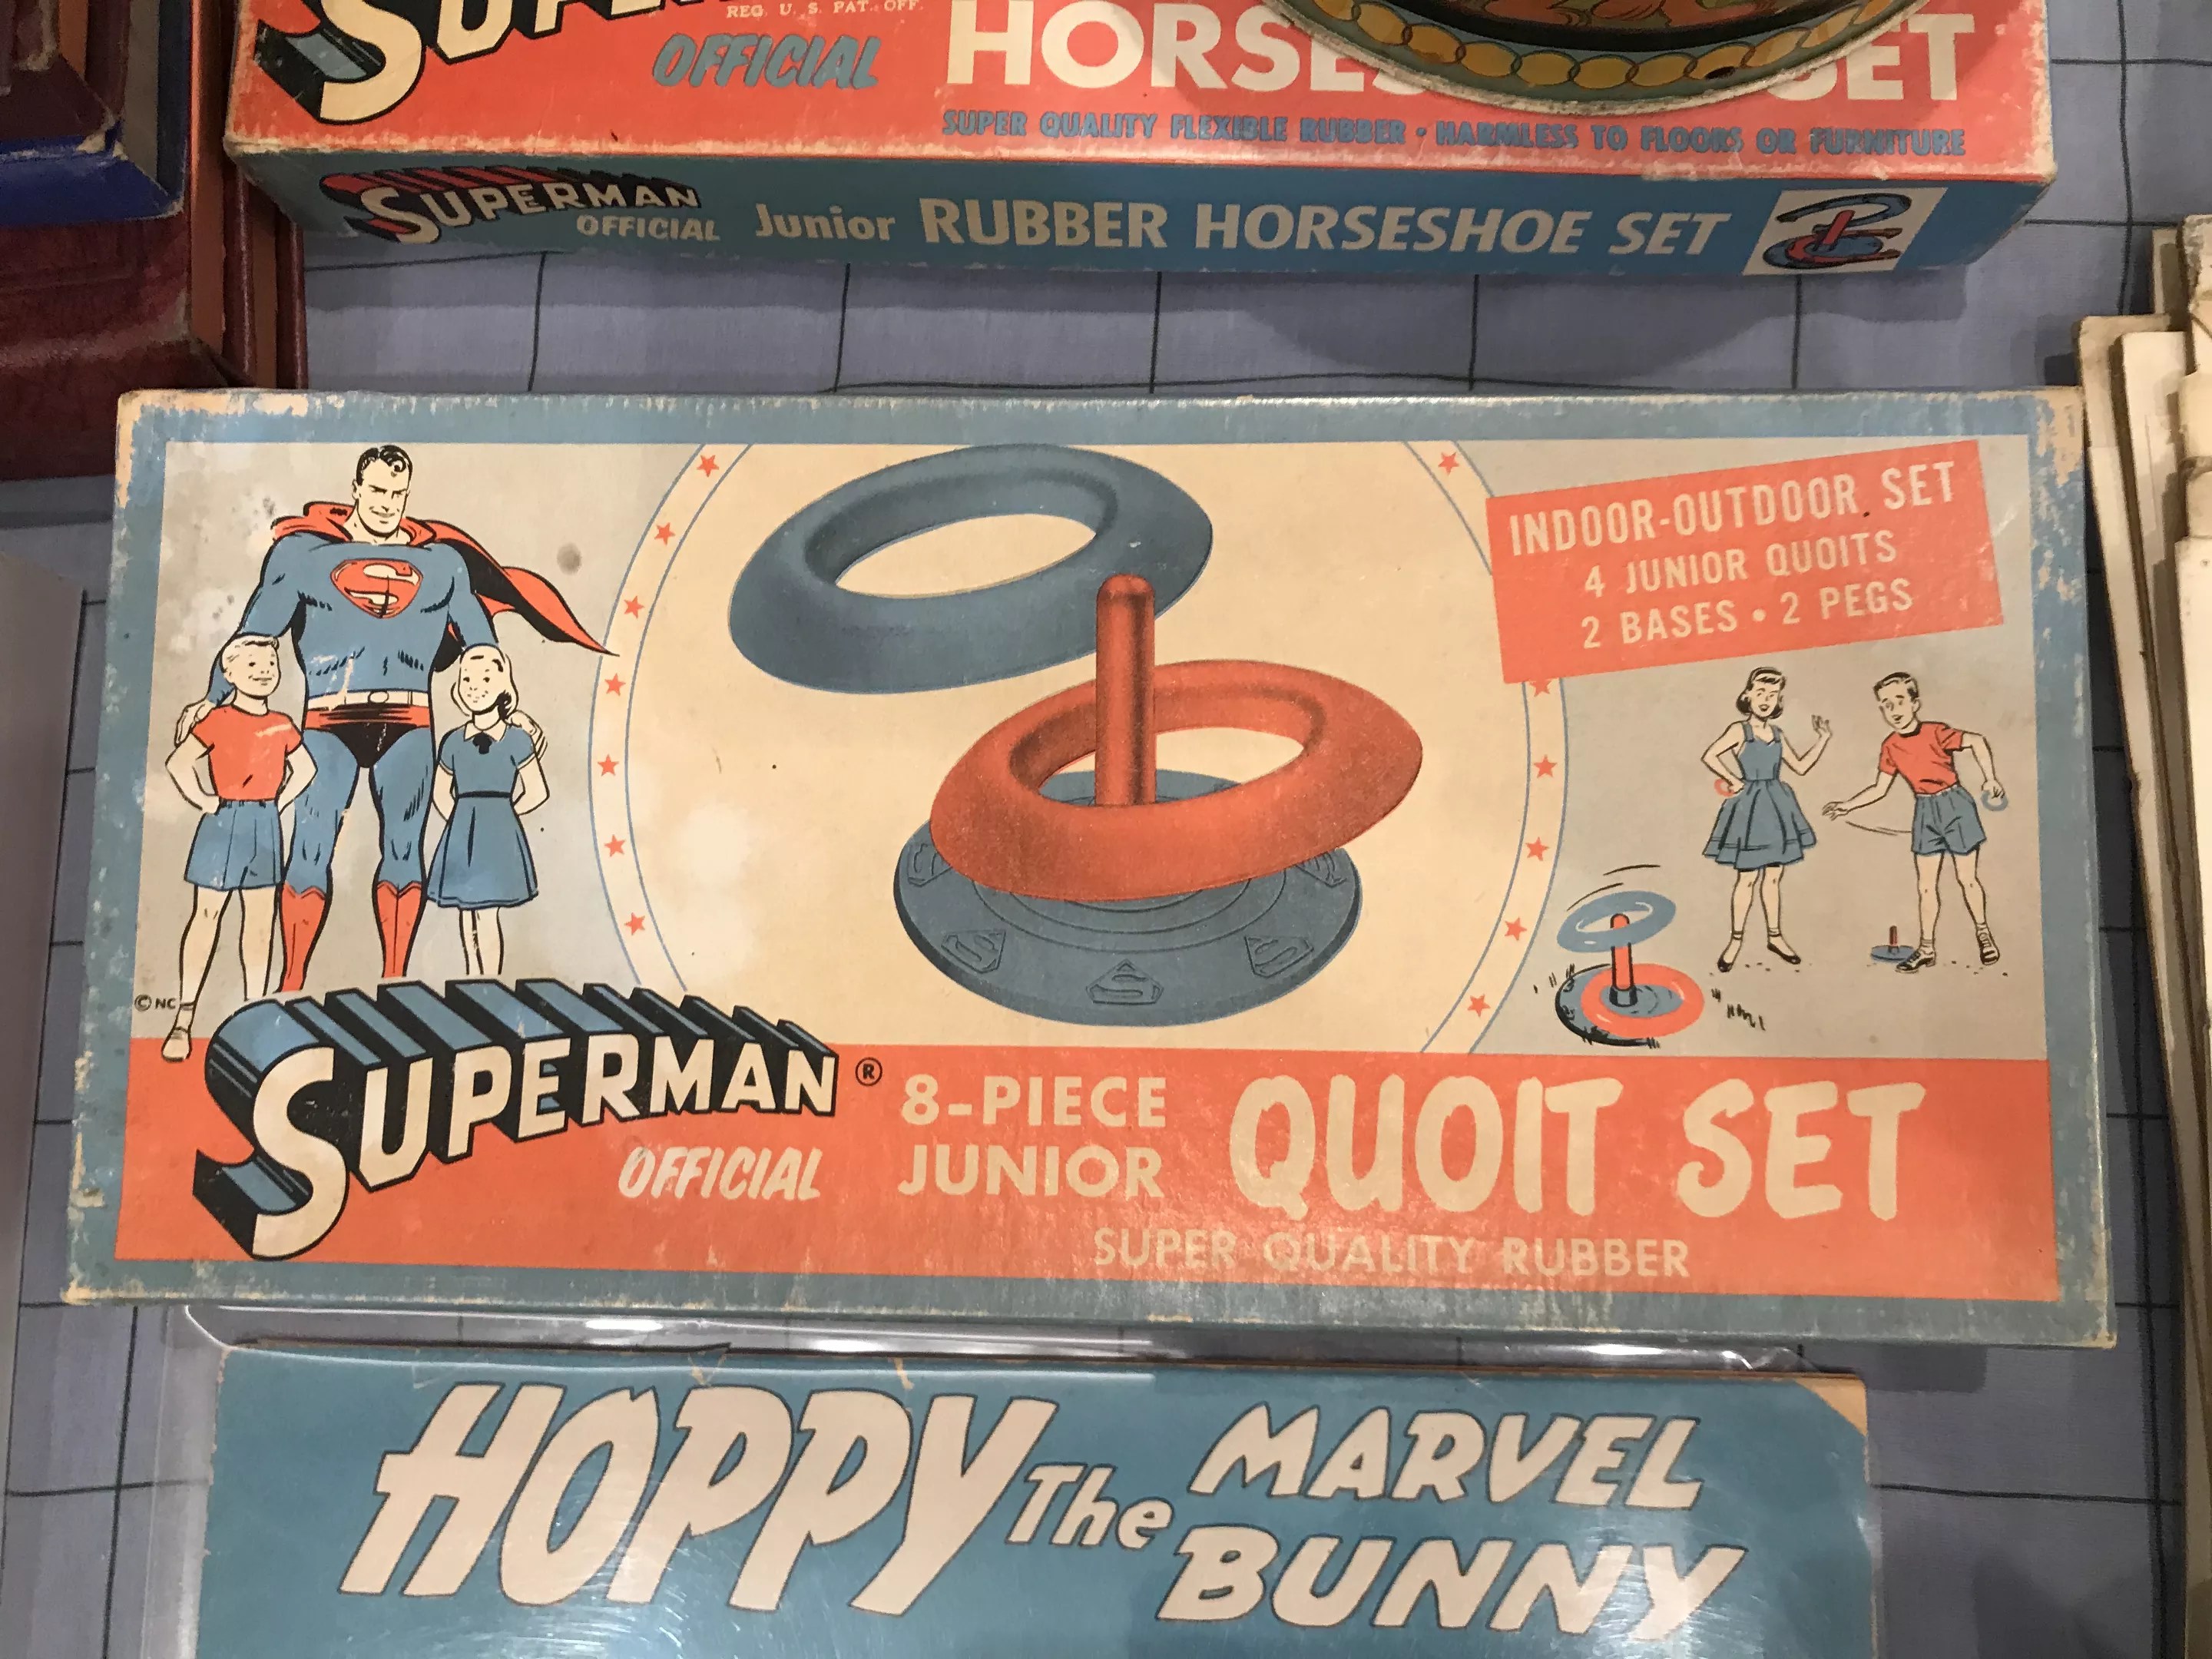 SUPERMAN
REG. U. S. PAT. OFF.
OFFICIAL
SET
SUPER QUALITY FLEXIBLE RUBBER • HARMLESS TO FLOORS OR FURNITURE
SUPERMAN
OFFICIAL Junior RUBBER HORSESHOE SET
INDOOR-OUTDOOR SET
4 JUNIOR QUOITS
2 BASES • 2 PEGS
S
© NC
SUPERMAN ®
OFFICIAL
8-PIECE
JUNIOR
QUOIT SET
SUPER QUALITY RUBBER
HOPPY The MARVEL
BUNNY